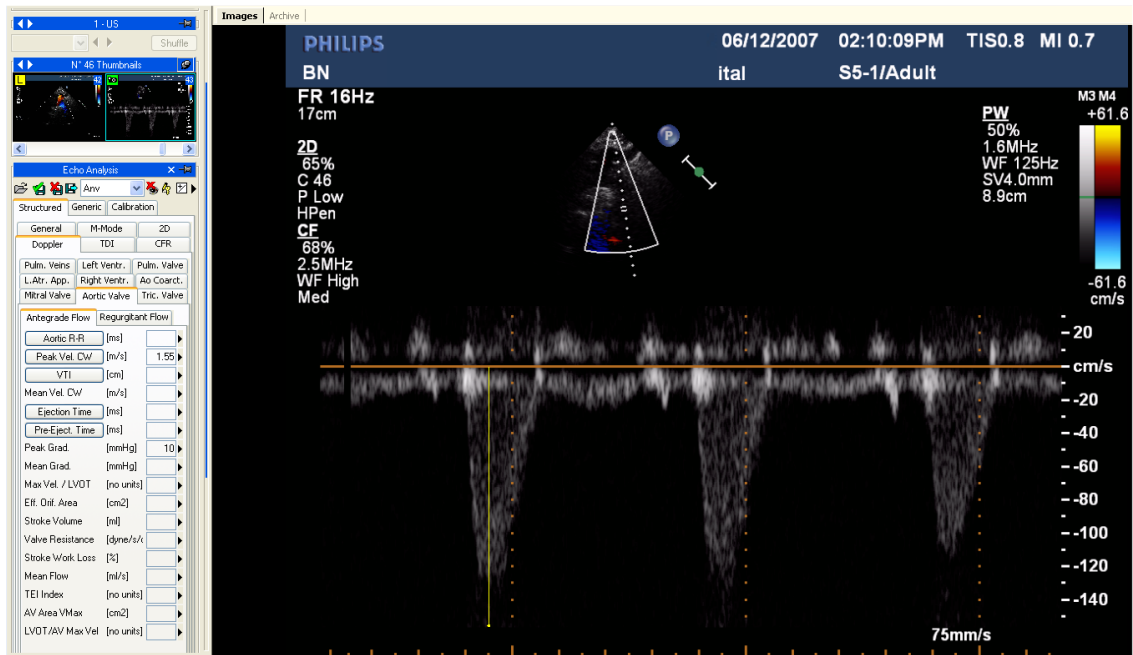 1 - US
Shuffle
N° 46 Thumbnails
L 42
43
Echo Analysis
Anv
Structured Generic Calibration
General M-Mode 2D
Doppler TDI CFR
Pulm. Veins Left Ventr. Pulm. Valve
L.Atr. App. Right Ventr. Ao Coarct.
Mitral Valve Aortic Valve Tric. Valve
Antegrade Flow Regurgitant Flow
Aortic R-R [ms]
Peak Vel. CW [m/s] 1.55
VTI [cm]
Mean Vel. CW [m/s]
Ejection Time [ms]
Pre-Eject. Time [ms]
Peak Grad. [mmHg] 10
Mean Grad. [mmHg]
Max Vel. / LVOT [no units]
Eff. Orif. Area [cm2]
Stroke Volume [ml]
Valve Resistance [dyne/s/c
Stroke Work Loss [%]
Mean Flow [ml/s]
TEI Index [no units]
AV Area VMax [cm2]
LVOT/AV Max Vel [no units]
Images Archive
PHILIPS 06/12/2007 02:10:09PM TIS0.8 MI 0.7
BN ital S5-1/Adult
FR 16Hz
17cm
2D
65%
C 46
P Low
HPen
CF
68%
2.5MHz
WF High
Med
P
PW
50%
1.6MHz
WF 125Hz
SV4.0mm
8.9cm
M3 M4
+61.6
-61.6
cm/s
20
cm/s
-20
-40
-60
-80
-100
-120
-140
75mm/s